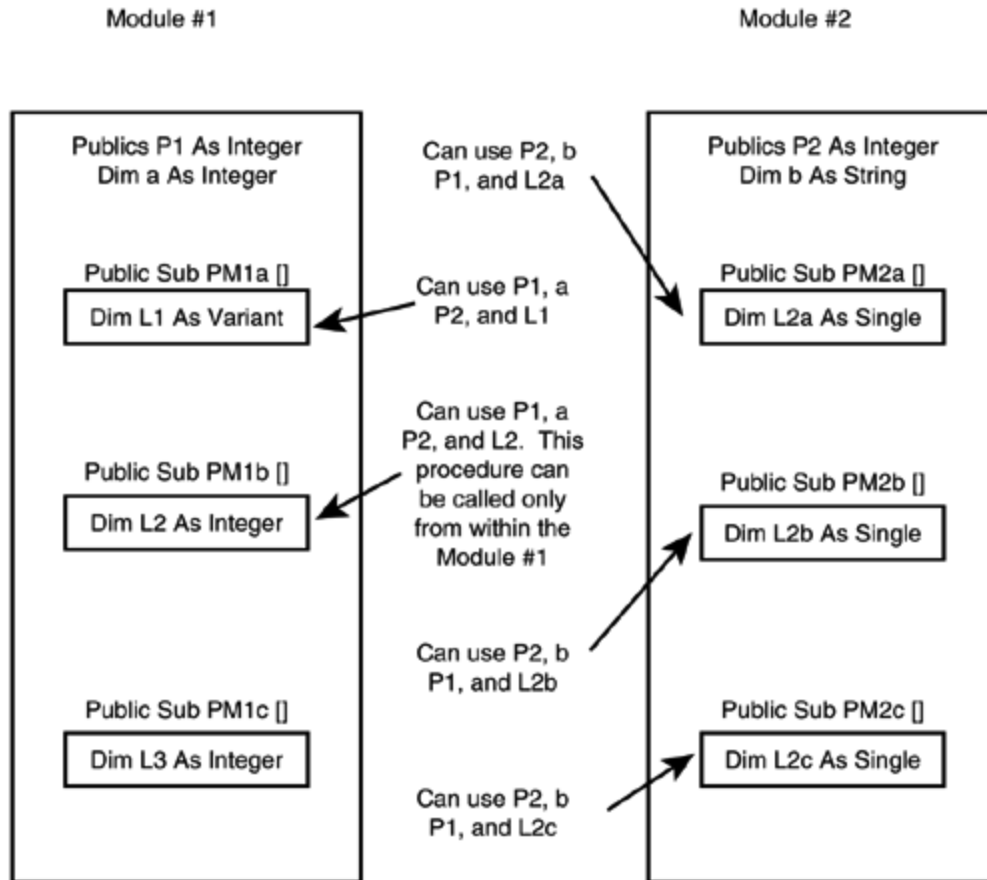 Module #1
Module #2
Publics P1 As Integer
Dim a As Integer
Public Sub PM1a []
Dim L1 As Variant
Public Sub PM1b []
Dim L2 As Integer
Public Sub PM1c []
Dim L3 As Integer
Can use P2, b
P1, and L2a
Can use P1, a
P2, and L1
Can use P1, a
P2, and L2. This
procedure can
be called only
from within the
Module #1
Can use P2, b
P1, and L2b
Can use P2, b
P1, and L2c
Publics P2 As Integer
Dim b As String
Public Sub PM2a []
Dim L2a As Single
Public Sub PM2b []
Dim L2b As Single
Public Sub PM2c []
Dim L2c As Single